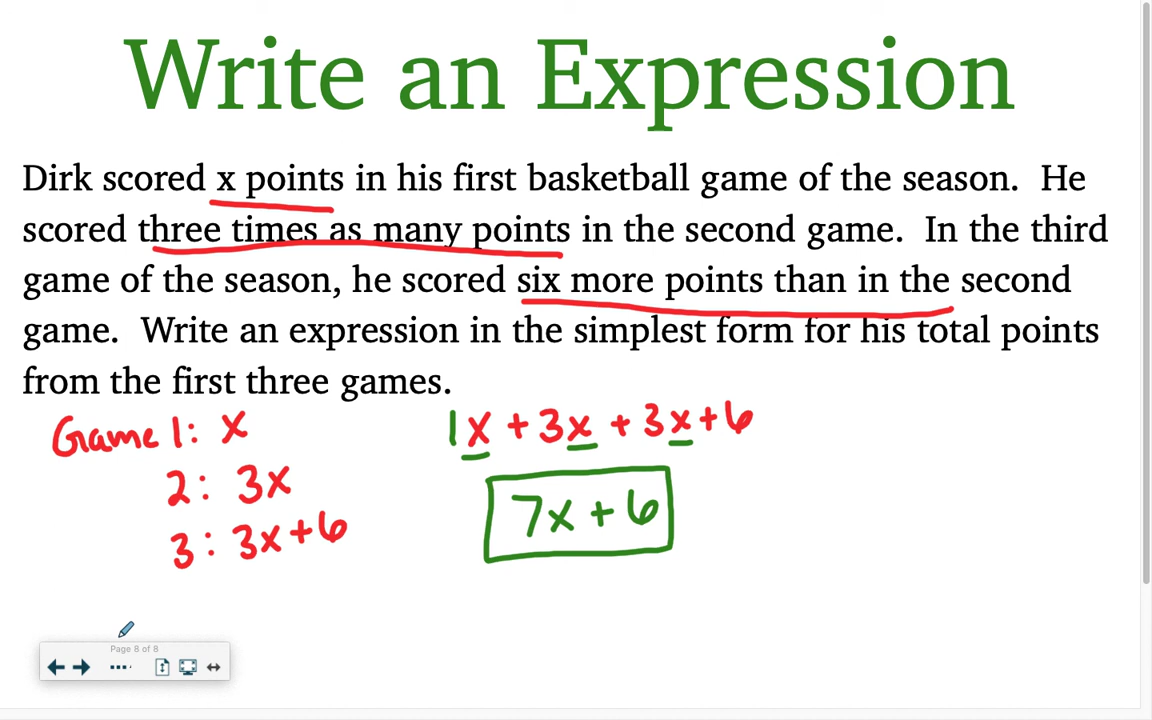 Write an Expression
Dirk scored x points in his first basketball game of the season. He
scored three times as many points in the second game. In the third
game of the season, he scored six more points than in the second
game. Write an expression in the simplest form for his total points
from the first three games.
Game 1: x
2: 3x
3: 3x+6
1x + 3x + 3x + 6
7x + 6
Page 8 of 8